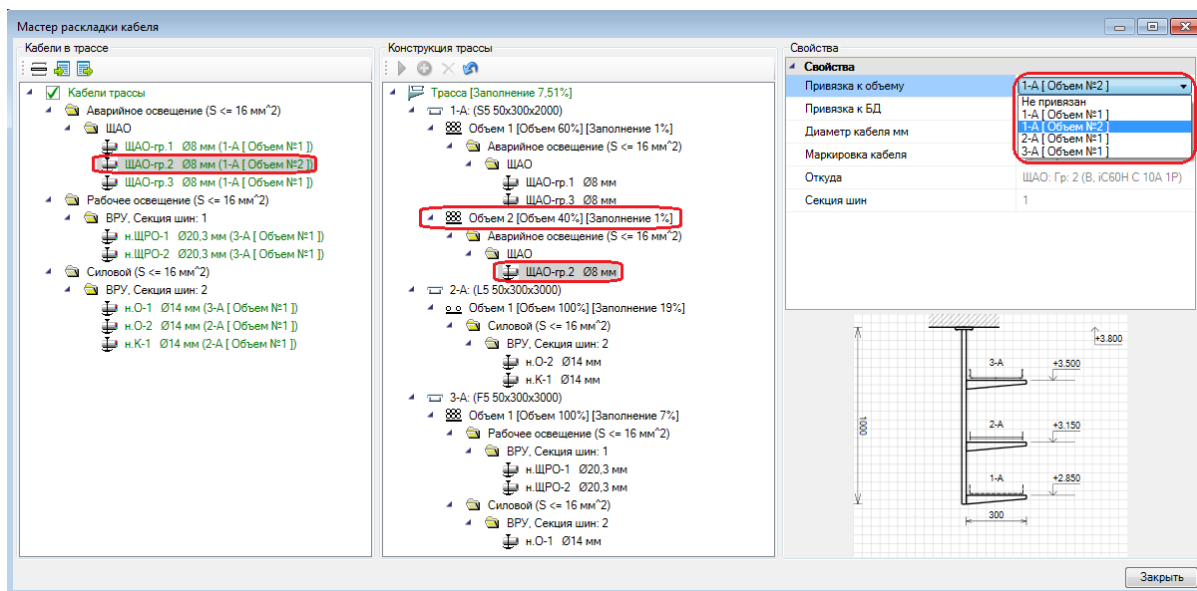 Мастер раскладки кабеля
Кабели в трассе
Кабели трассы
Аварийное освещение (S <= 16 мм^2)
ЩАО
ЩАО-гр.1 Ø8 мм (1-А [ Объем №1 ])
ЩАО-гр.2 Ø8 мм (1-А [ Объем №2 ])
ЩАО-гр.3 Ø8 мм (1-А [ Объем №1 ])
Рабочее освещение (S <= 16 мм^2)
ВРУ, Секция шин: 1
н.ЩРО-1 Ø20,3 мм (3-А [ Объем №1 ])
н.ЩРО-2 Ø20,3 мм (3-А [ Объем №1 ])
Силовой (S <= 16 мм^2)
ВРУ, Секция шин: 2
н.О-1 Ø14 мм (3-А [ Объем №1 ])
н.О-2 Ø14 мм (2-А [ Объем №1 ])
н.К-1 Ø14 мм (2-А [ Объем №1 ])
Конструкция трассы
Трасса [Заполнение 7,51%]
1-А: (S5 50x300x2000)
Объем 1 [Объем 60%] [Заполнение 1%]
Аварийное освещение (S <= 16 мм^2)
ЩАО
ЩАО-гр.1 Ø8 мм
ЩАО-гр.3 Ø8 мм
Объем 2 [Объем 40%] [Заполнение 1%]
Аварийное освещение (S <= 16 мм^2)
ЩАО
ЩАО-гр.2 Ø8 мм
2-А: (L5 50x300x3000)
Объем 1 [Объем 100%] [Заполнение 19%]
Силовой (S <= 16 мм^2)
ВРУ, Секция шин: 2
н.О-2 Ø14 мм
н.К-1 Ø14 мм
3-А: (F5 50x300x3000)
Объем 1 [Объем 100%] [Заполнение 7%]
Рабочее освещение (S <= 16 мм^2)
ВРУ, Секция шин: 1
н.ЩРО-1 Ø20,3 мм
н.ЩРО-2 Ø20,3 мм
Силовой (S <= 16 мм^2)
ВРУ, Секция шин: 2
н.О-1 Ø14 мм
Свойства
Свойства
Привязка к объему 1-А [ Объем №2 ]
Не привязан
1-А [ Объем №1 ]
1-А [ Объем №2 ]
2-А [ Объем №1 ]
3-А [ Объем №1 ]
Привязка к БД
Диаметр кабеля мм
Маркировка кабеля
Откуда ЩАО: Гр: 2 (В, iC60H C 10A 1P)
Секция шин 1
+3.800
3-А +3.500
1000
2-А +3.150
1-А +2.850
300
Закрыть